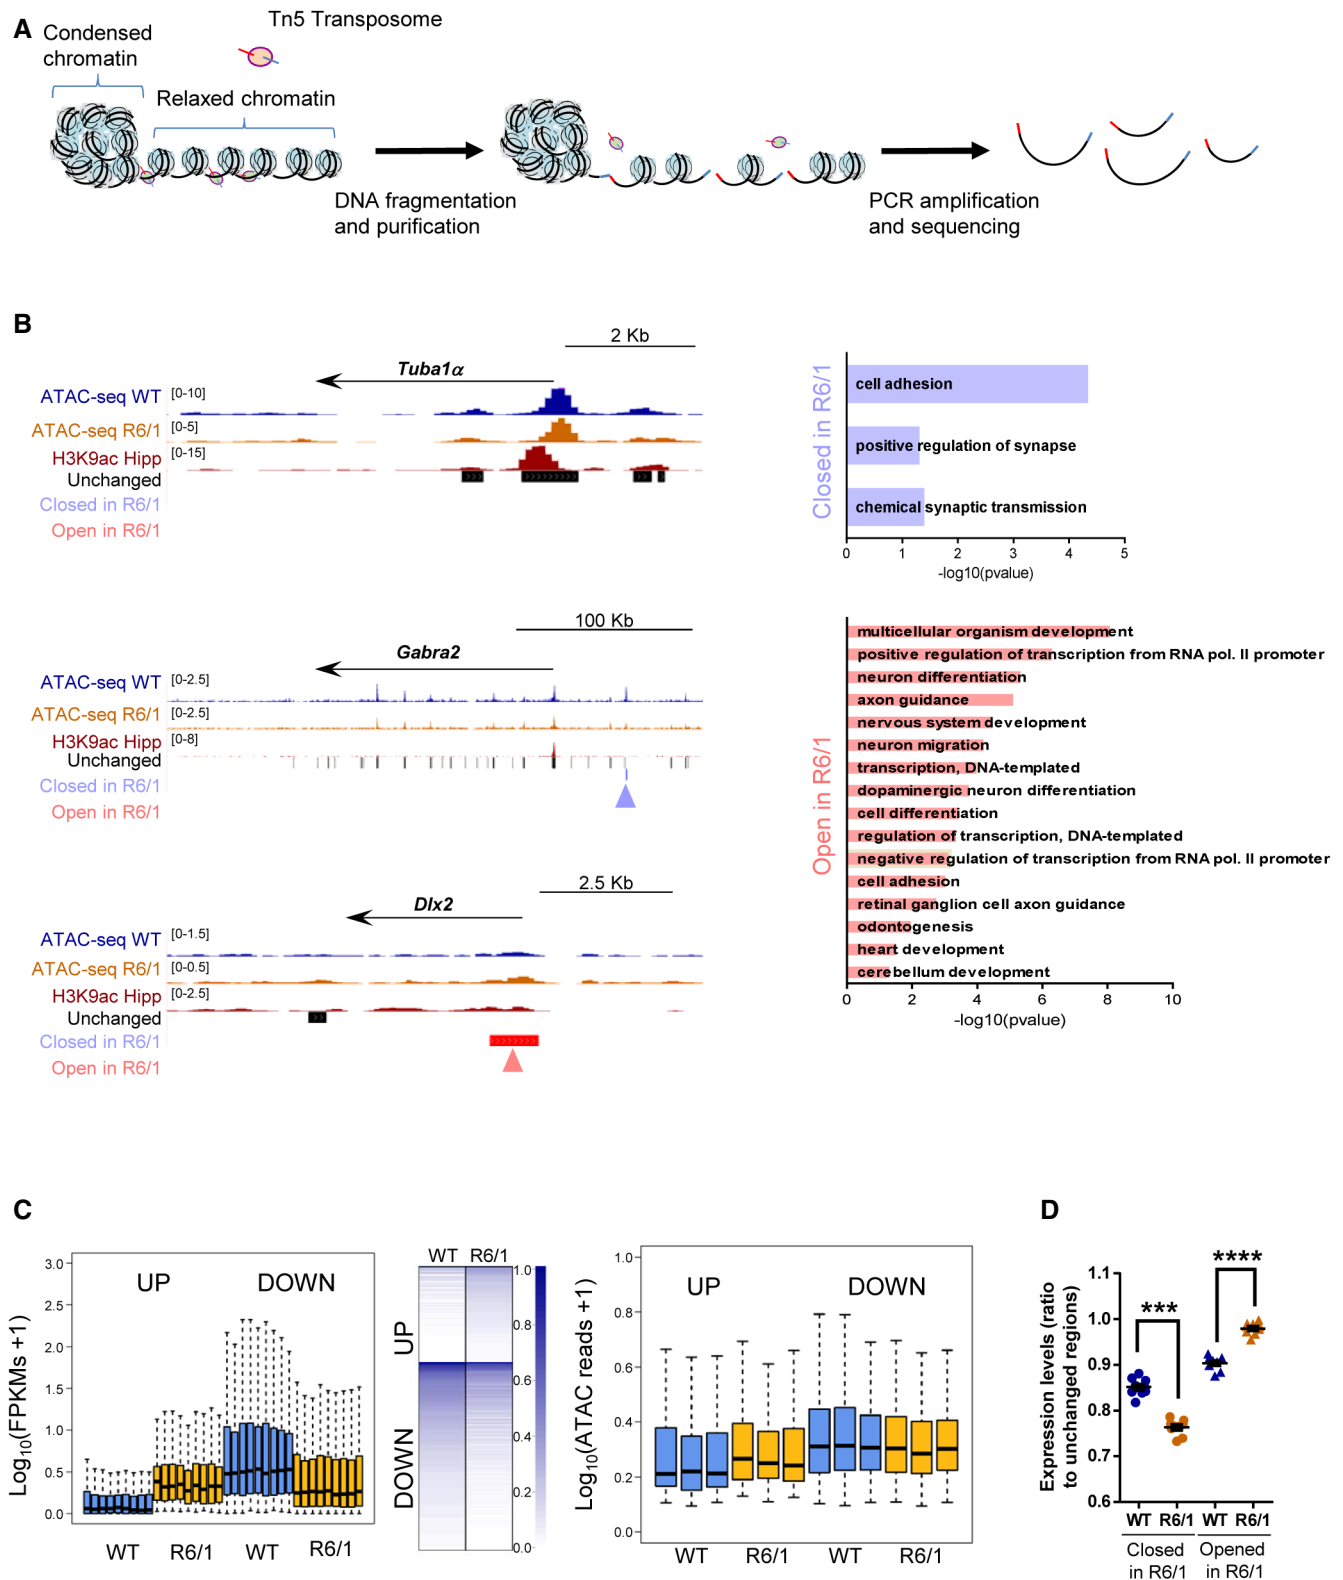 A
Tn5 Transposome
Condensed
chromatin
Relaxed chromatin
DNA fragmentation
and purification
PCR amplification
and sequencing
B
2 Kb
Tuba1α
ATAC-seq WT [0-10]
ATAC-seq R6/1 [0-5]
H3K9ac Hipp [0-15]
Unchanged
Closed in R6/1
Open in R6/1
100 Kb
Gabra2
ATAC-seq WT [0-2.5]
ATAC-seq R6/1 [0-2.5]
H3K9ac Hipp [0-8]
Unchanged
Closed in R6/1
Open in R6/1
2.5 Kb
Dlx2
ATAC-seq WT [0-1.5]
ATAC-seq R6/1 [0-0.5]
H3K9ac Hipp [0-2.5]
Unchanged
Closed in R6/1
Open in R6/1
Closed in R6/1
cell adhesion
positive regulation of synapse
chemical synaptic transmission
0 1 2 3 4 5
-log10(pvalue)
Open in R6/1
multicellular organism development
positive regulation of transcription from RNA pol. II promoter
neuron differentiation
axon guidance
nervous system development
neuron migration
transcription, DNA-templated
dopaminergic neuron differentiation
cell differentiation
regulation of transcription, DNA-templated
negative regulation of transcription from RNA pol. II promoter
cell adhesion
retinal ganglion cell axon guidance
odontogenesis
heart development
cerebellum development
0 2 4 6 8 10
-log10(pvalue)
C
Log10(FPKMs +1)
3.0
2.5
2.0
1.5
1.0
0.5
0.0
UP DOWN
WT R6/1 WT R6/1
WT R6/1
UP
DOWN
1.0
0.8
0.6
0.4
0.2
0.0
Log10(ATAC reads +1)
1.0
0.8
0.6
0.4
0.2
0.0
UP DOWN
WT R6/1 WT R6/1
D
Expression levels (ratio
to unchanged regions)
1.1
1.0
0.9
0.8
0.7
0.6
***
****
WT R6/1 WT R6/1
Closed
in R6/1
Opened
in R6/1